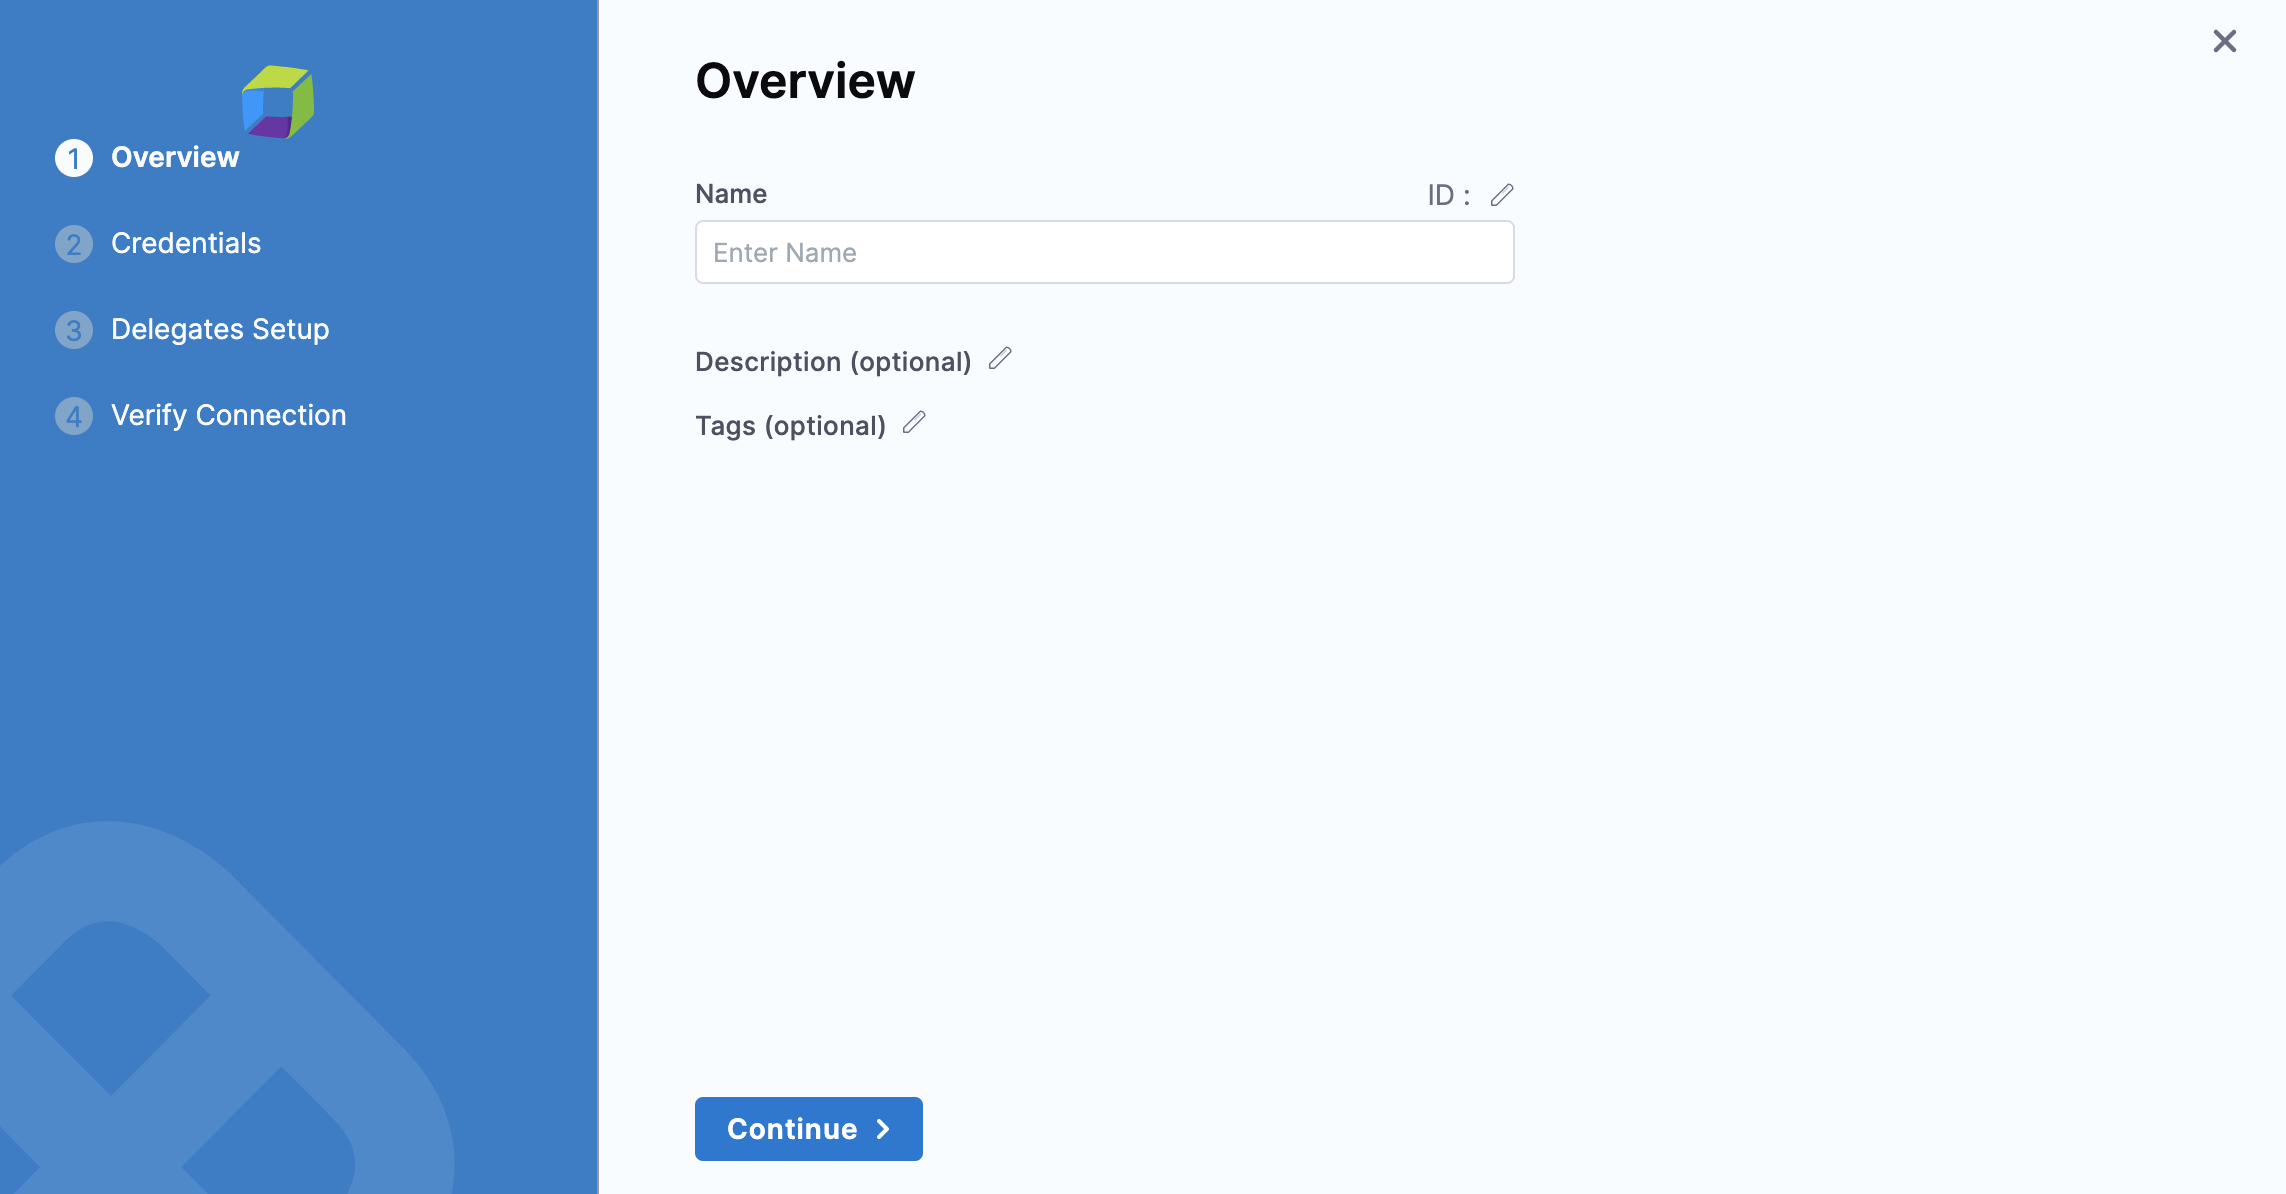 1 Overview
2 Credentials
3 Delegates Setup
4 Verify Connection
Overview
Name ID :
Enter Name
Description (optional)
Tags (optional)
Continue